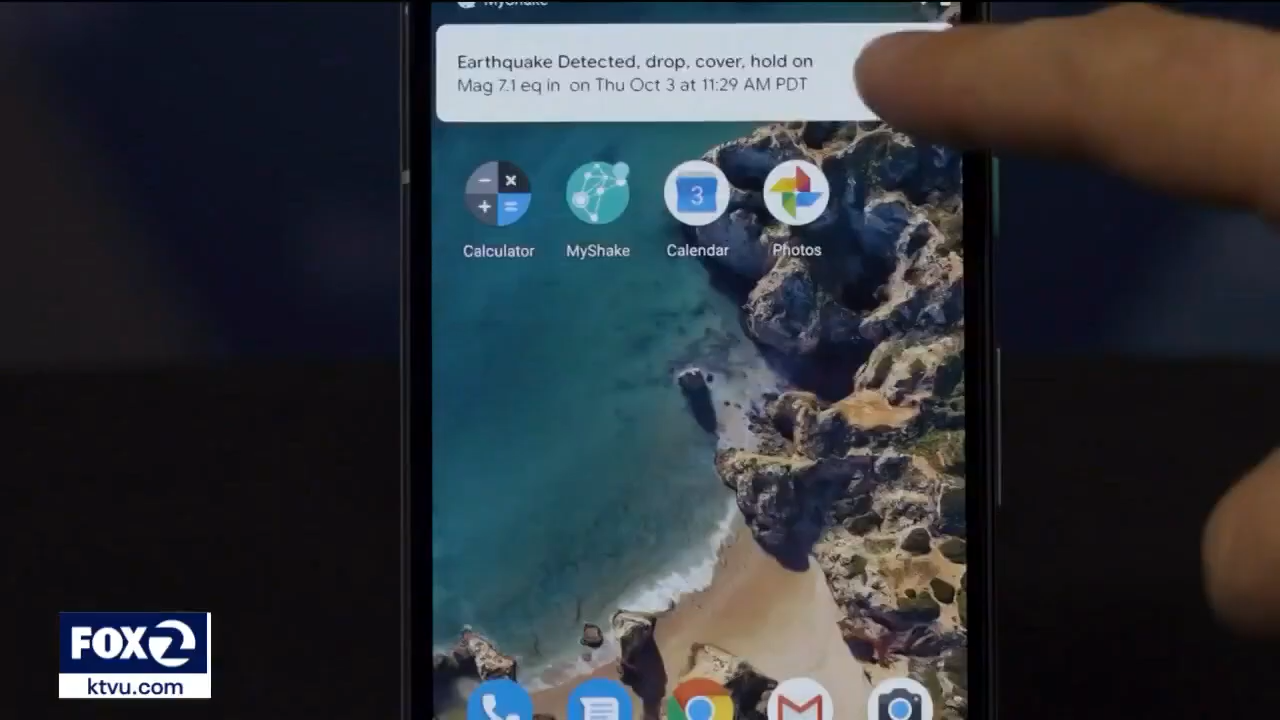 MyShake
Earthquake Detected, drop, cover, hold on
Mag 7.1 eq in on Thu Oct 3 at 11:29 AM PDT
3
Calculator
MyShake
Calendar
Photos
FOX 2
ktvu.com